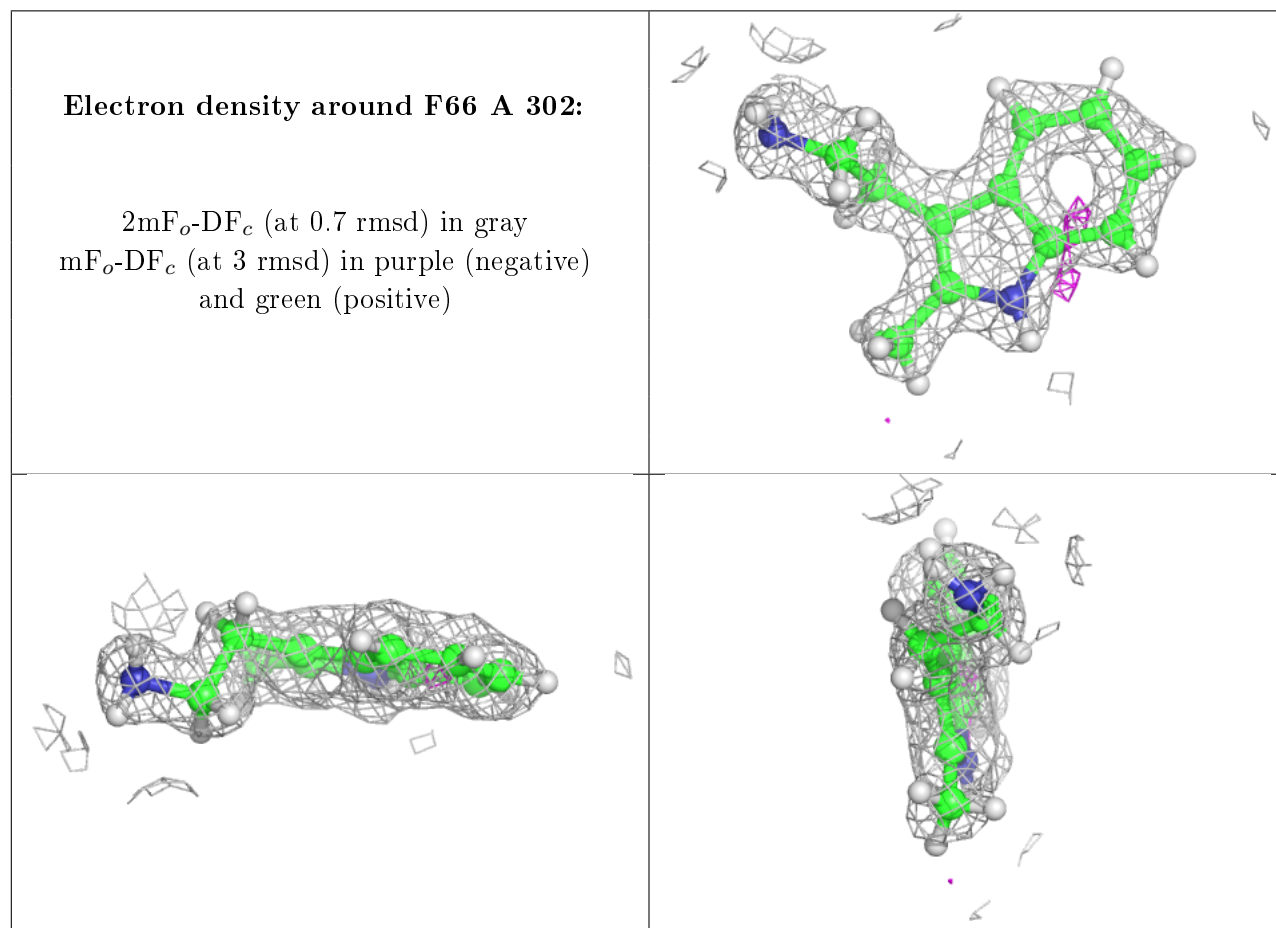 Electron density around F66 A 302:
2mFo-DFc (at 0.7 rmsd) in gray
mFo-DFc (at 3 rmsd) in purple (negative)
and green (positive)